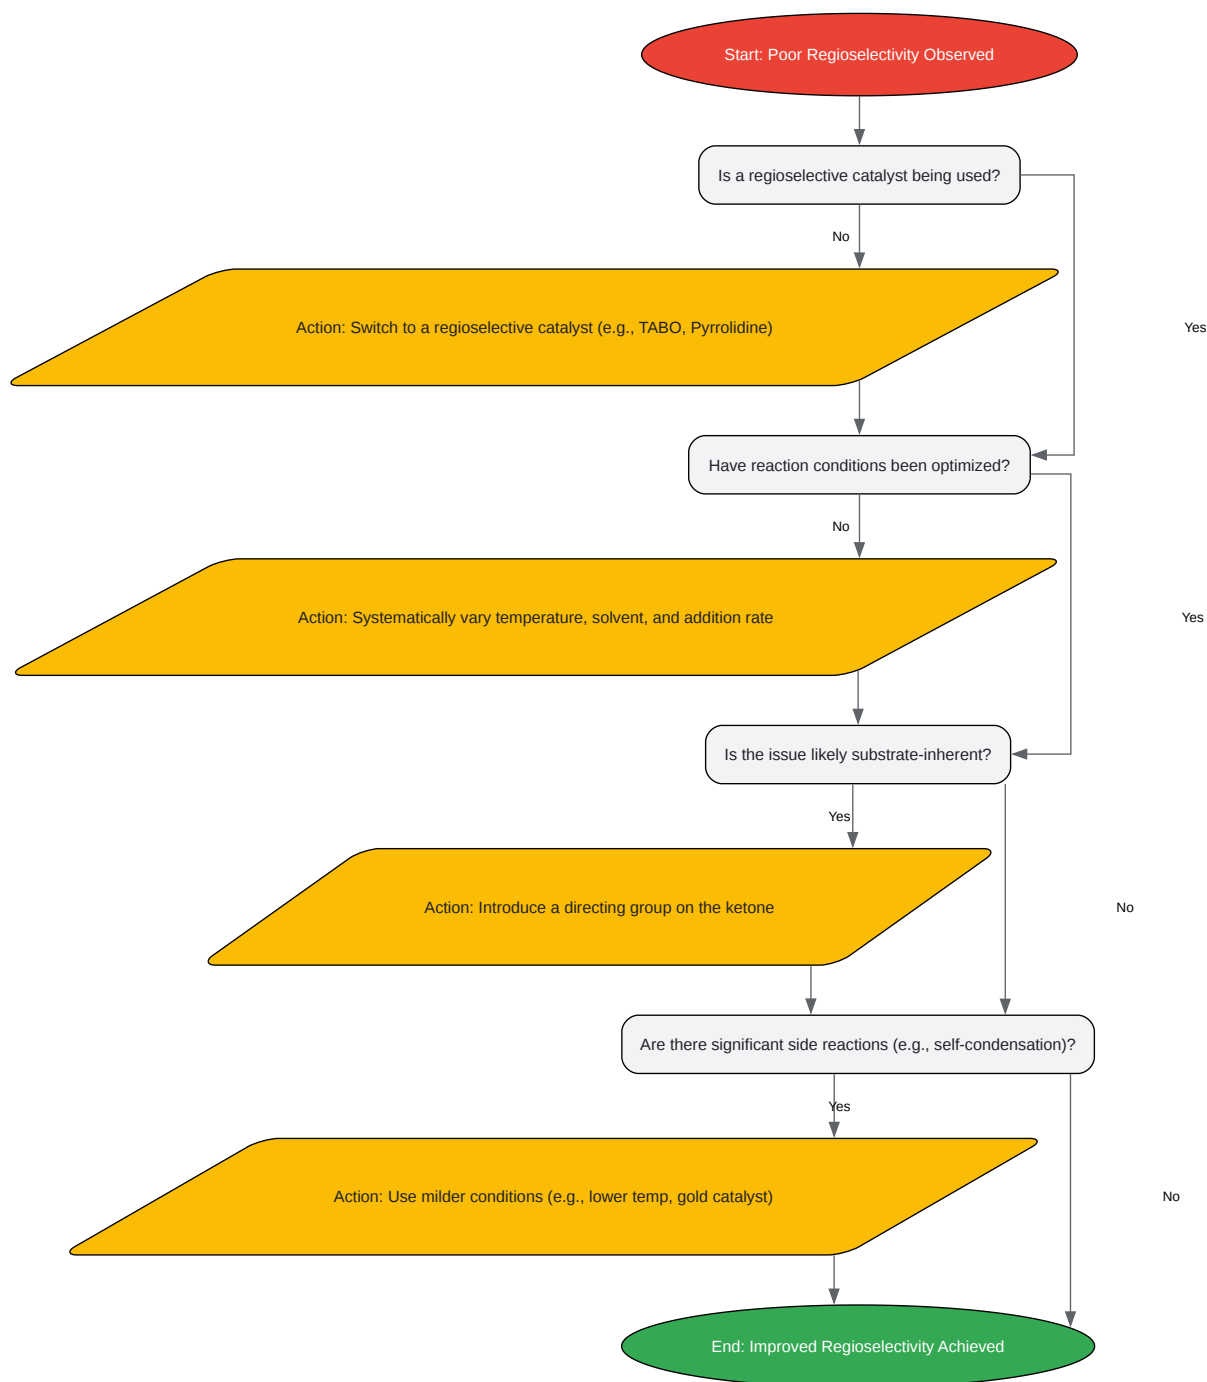 Start: Poor Regioselectivity Observed
Is a regioselective catalyst being used?
No
Action: Switch to a regioselective catalyst (e.g., TABO, Pyrrolidine)
Yes
Have reaction conditions been optimized?
No
Action: Systematically vary temperature, solvent, and addition rate
Yes
Is the issue likely substrate-inherent?
Yes
Action: Introduce a directing group on the ketone
No
Are there significant side reactions (e.g., self-condensation)?
Yes
Action: Use milder conditions (e.g., lower temp, gold catalyst)
No
End: Improved Regioselectivity Achieved